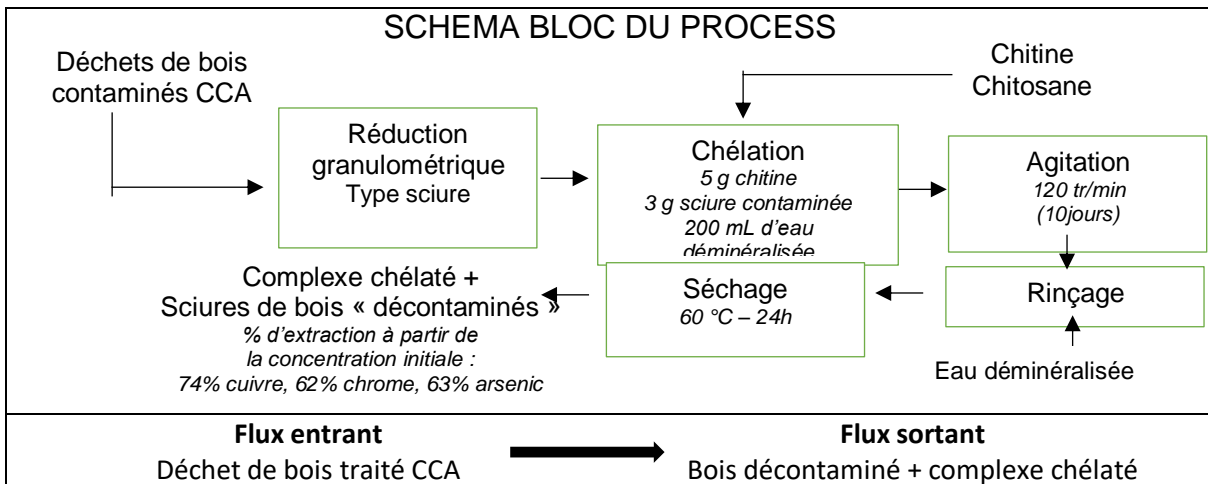 SCHEMA BLOC DU PROCESS
Déchets de bois
contaminés CCA
Réduction
granulométrique
Type sciure
Chitine
Chitosane
Chélation
5 g chitine
3 g sciure contaminée
200 mL d'eau
déminéralisée
Agitation
120 tr/min
(10jours)
Rinçage
Eau déminéralisée
Séchage
60 °C – 24h
Complexe chélaté +
Sciures de bois « décontaminés »
% d'extraction à partir de
la concentration initiale :
74% cuivre, 62% chrome, 63% arsenic
Flux entrant
Déchet de bois traité CCA
Flux sortant
Bois décontaminé + complexe chélaté